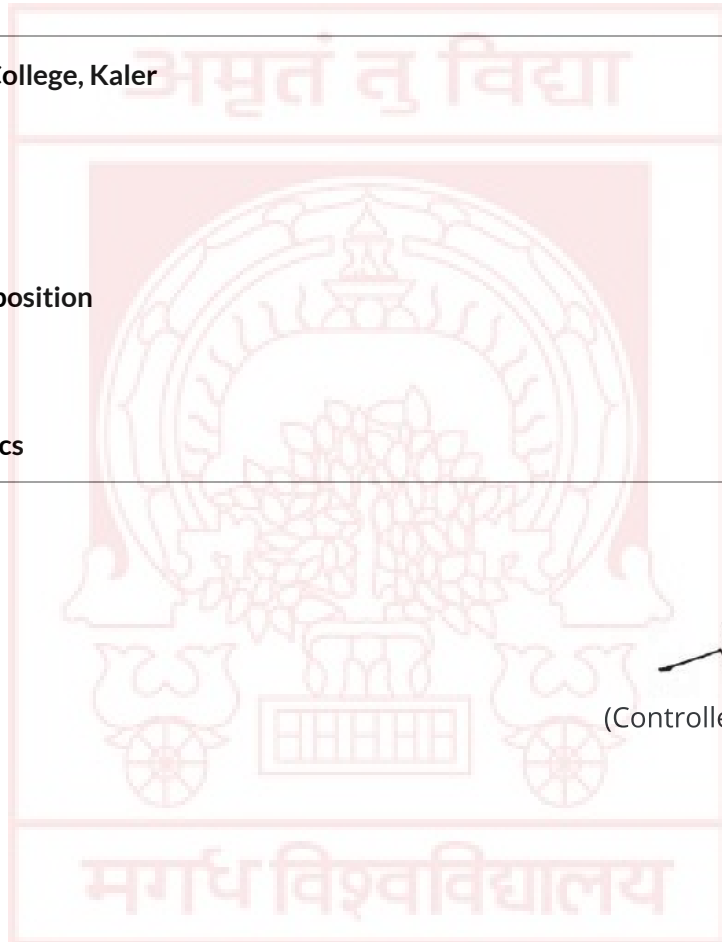 अमृतं तु विद्या
College, Kaler
position
cs
(Controlle
मगध विश्वविद्यालय